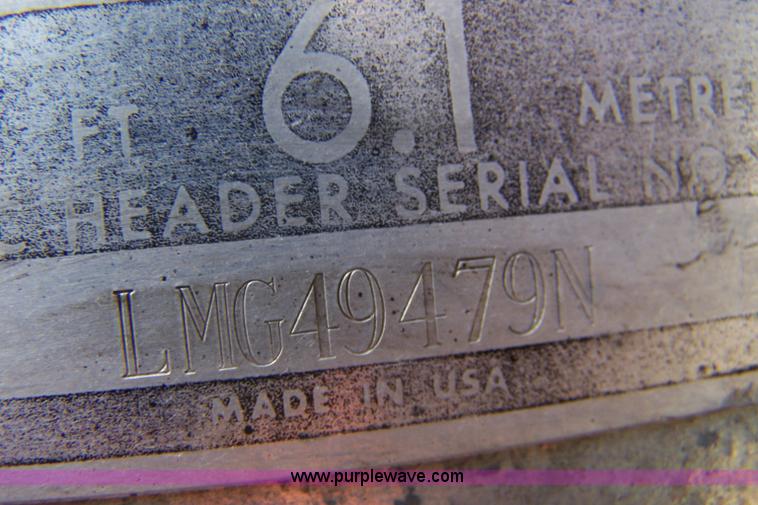 6.1
FT
METRE
HEADER SERIAL NO.
LMG49479N
MADE IN USA
www.purplewave.com